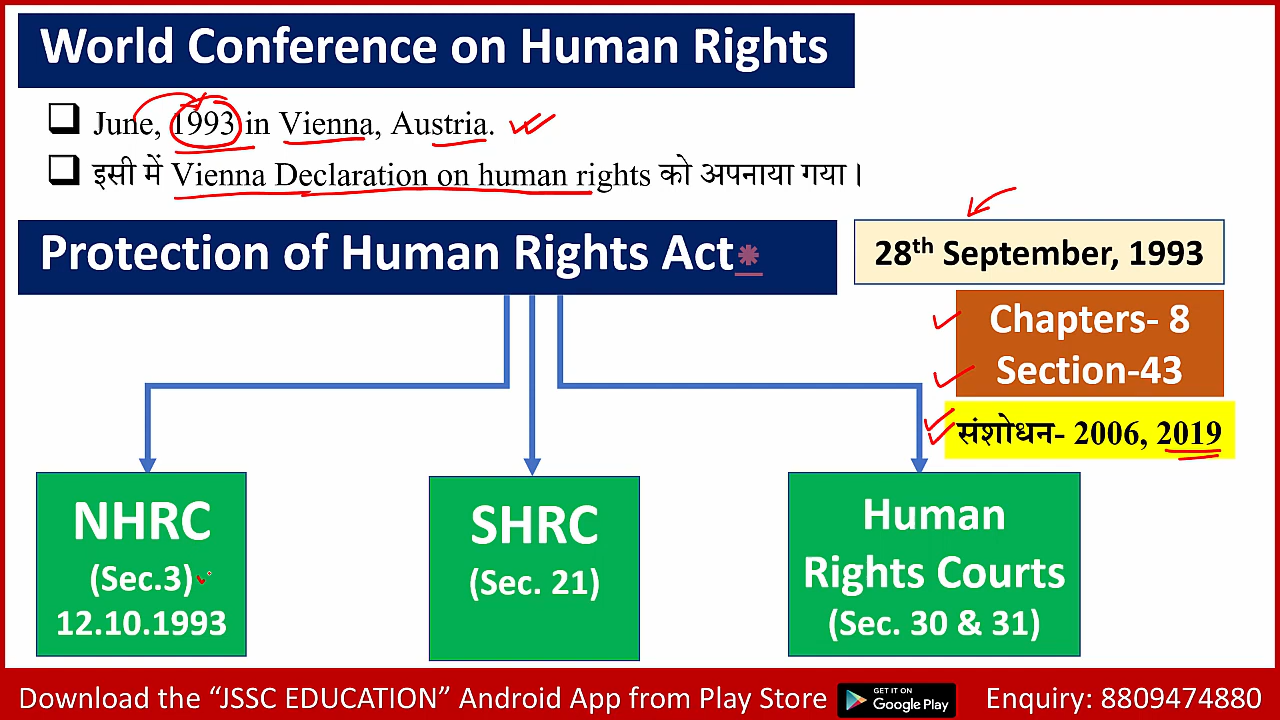 World Conference on Human Rights
June, 1993 in Vienna, Austria.
इसी में Vienna Declaration on human rights को अपनाया गया।
Protection of Human Rights Act*
28th September, 1993
Chapters- 8
Section-43
संशोधन- 2006, 2019
NHRC
(Sec.3)
12.10.1993
SHRC
(Sec. 21)
Human
Rights Courts
(Sec. 30 & 31)
Download the “JSSC EDUCATION” Android App from Play Store GET IT ON Google Play Enquiry: 8809474880